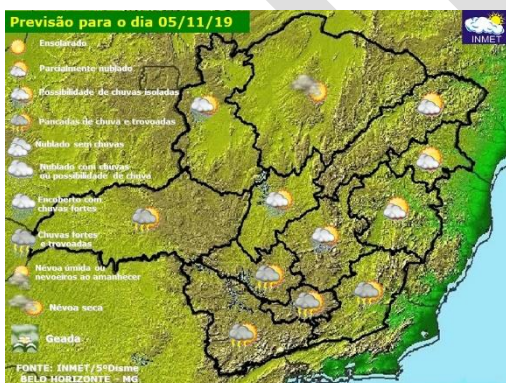 Previsão para o dia 05/11/19
INMET
Ensolarado
Parcialmente nublado
Possibilidade de chuvas isoladas
Pancadas de chuva e trovoadas
Nublado sem chuvas
Nublado com chuvas
ou possibilidade de chuva
Encoberto com
chuvas fortes
Chuvas fortes
e trovoadas
Névoa úmida ou
nevoeiros ao amanhecer
Névoa seca
Geada
FONTE: INMET/5ºDisme
BELO HORIZONTE - MG